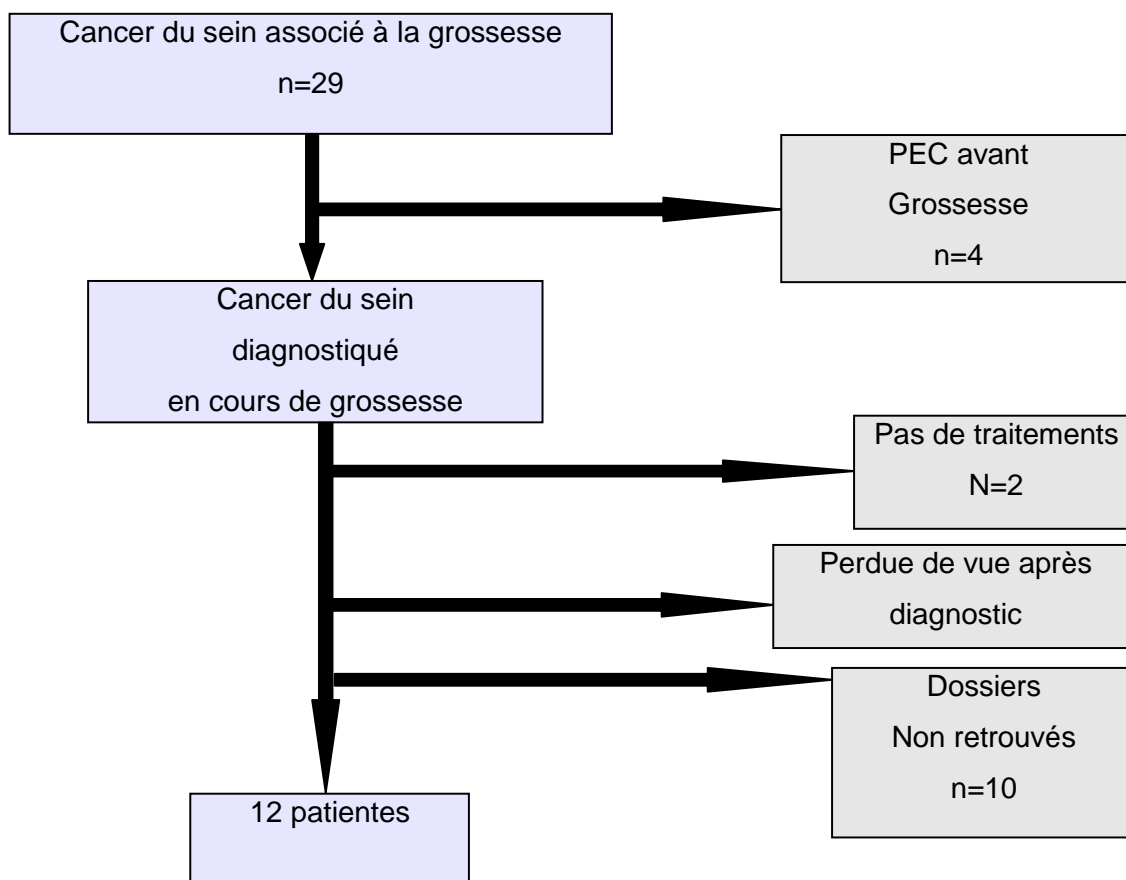 Cancer du sein associé à la grossesse
n=29
PEC avant
Grossesse
n=4
Cancer du sein
diagnostiqué
en cours de grossesse
Pas de traitements
N=2
Perdue de vue après
diagnostic
Dossiers
Non retrouvés
n=10
12 patientes